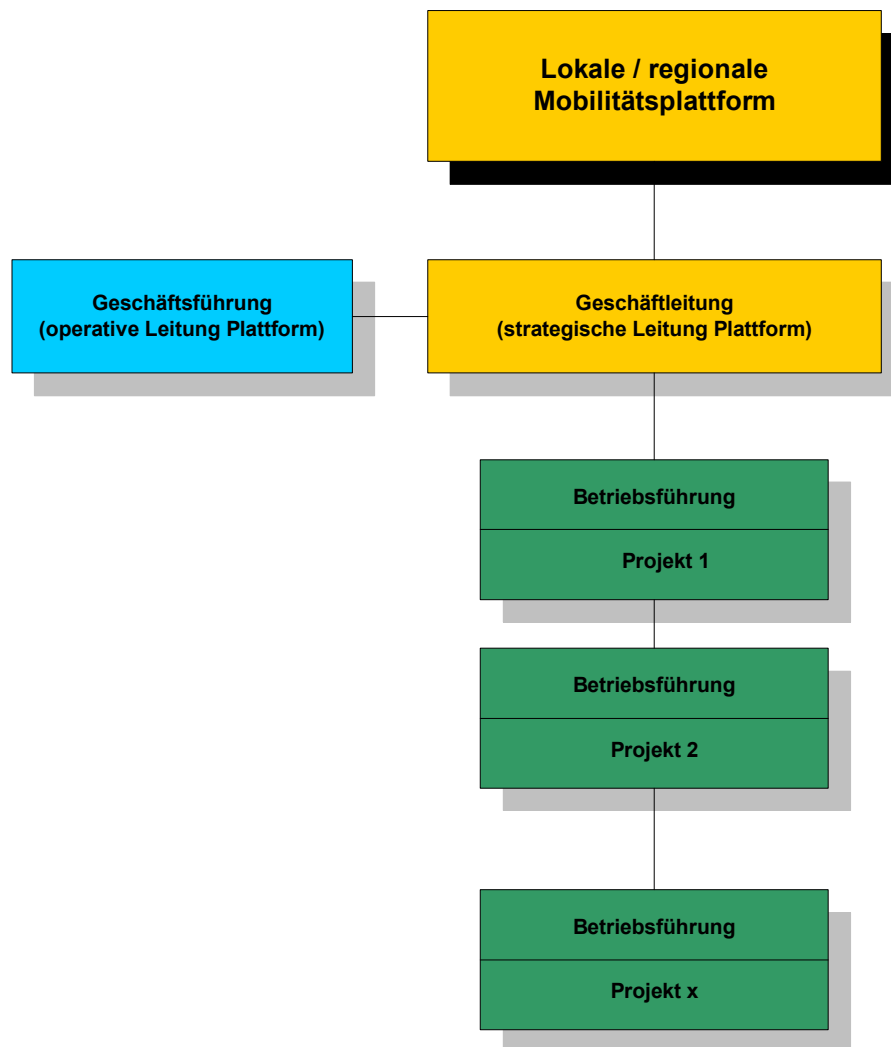 Lokale / regionale
Mobilitätsplattform
Geschäftsführung
(operative Leitung Plattform)
Geschäftleitung
(strategische Leitung Plattform)
Betriebsführung
Projekt 1
Betriebsführung
Projekt 2
Betriebsführung
Projekt x